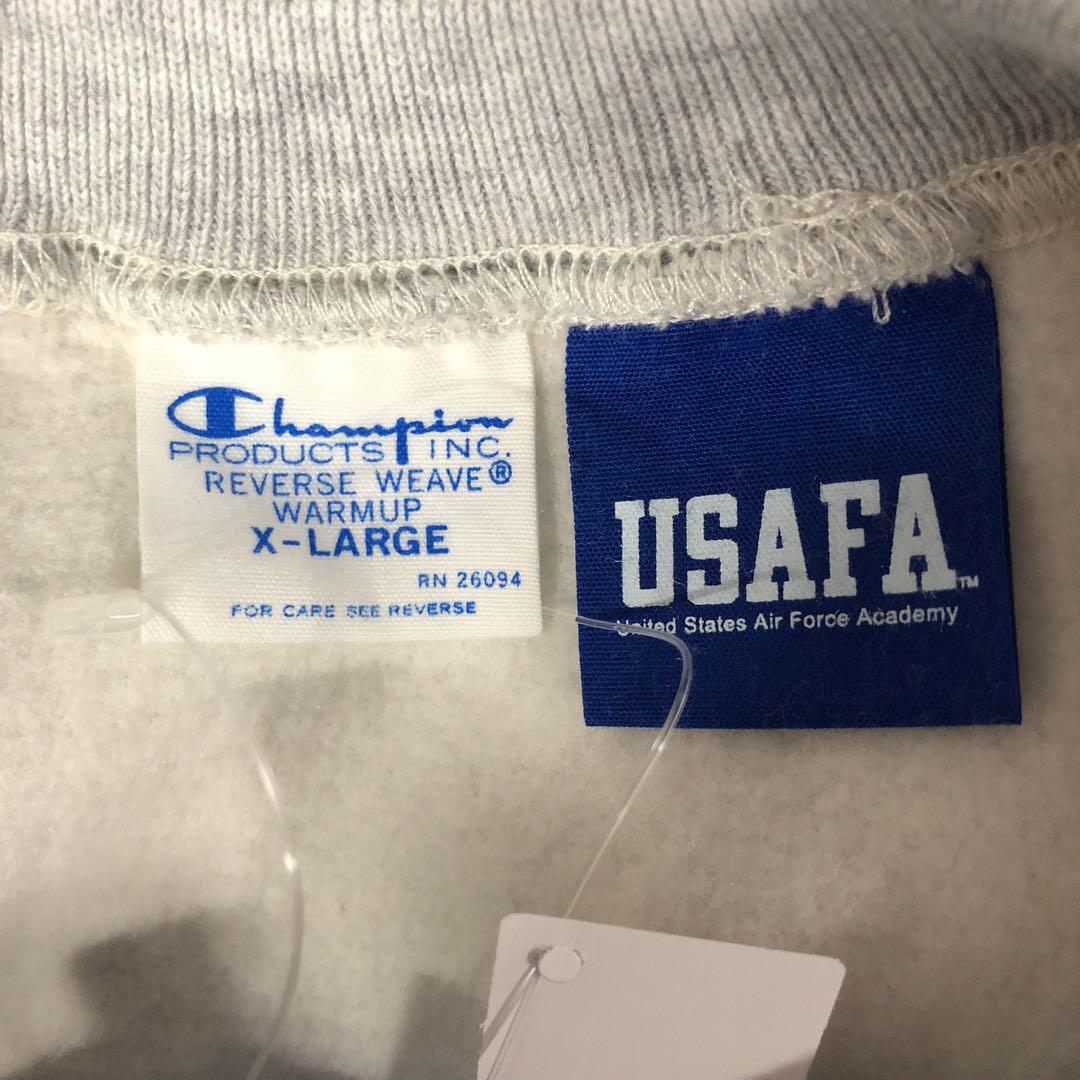 Champion
PRODUCTS INC.
REVERSE WEAVE®
WARMUP
X-LARGE
RN 26094
FOR CARE SEE REVERSE
USAFA™
United States Air Force Academy